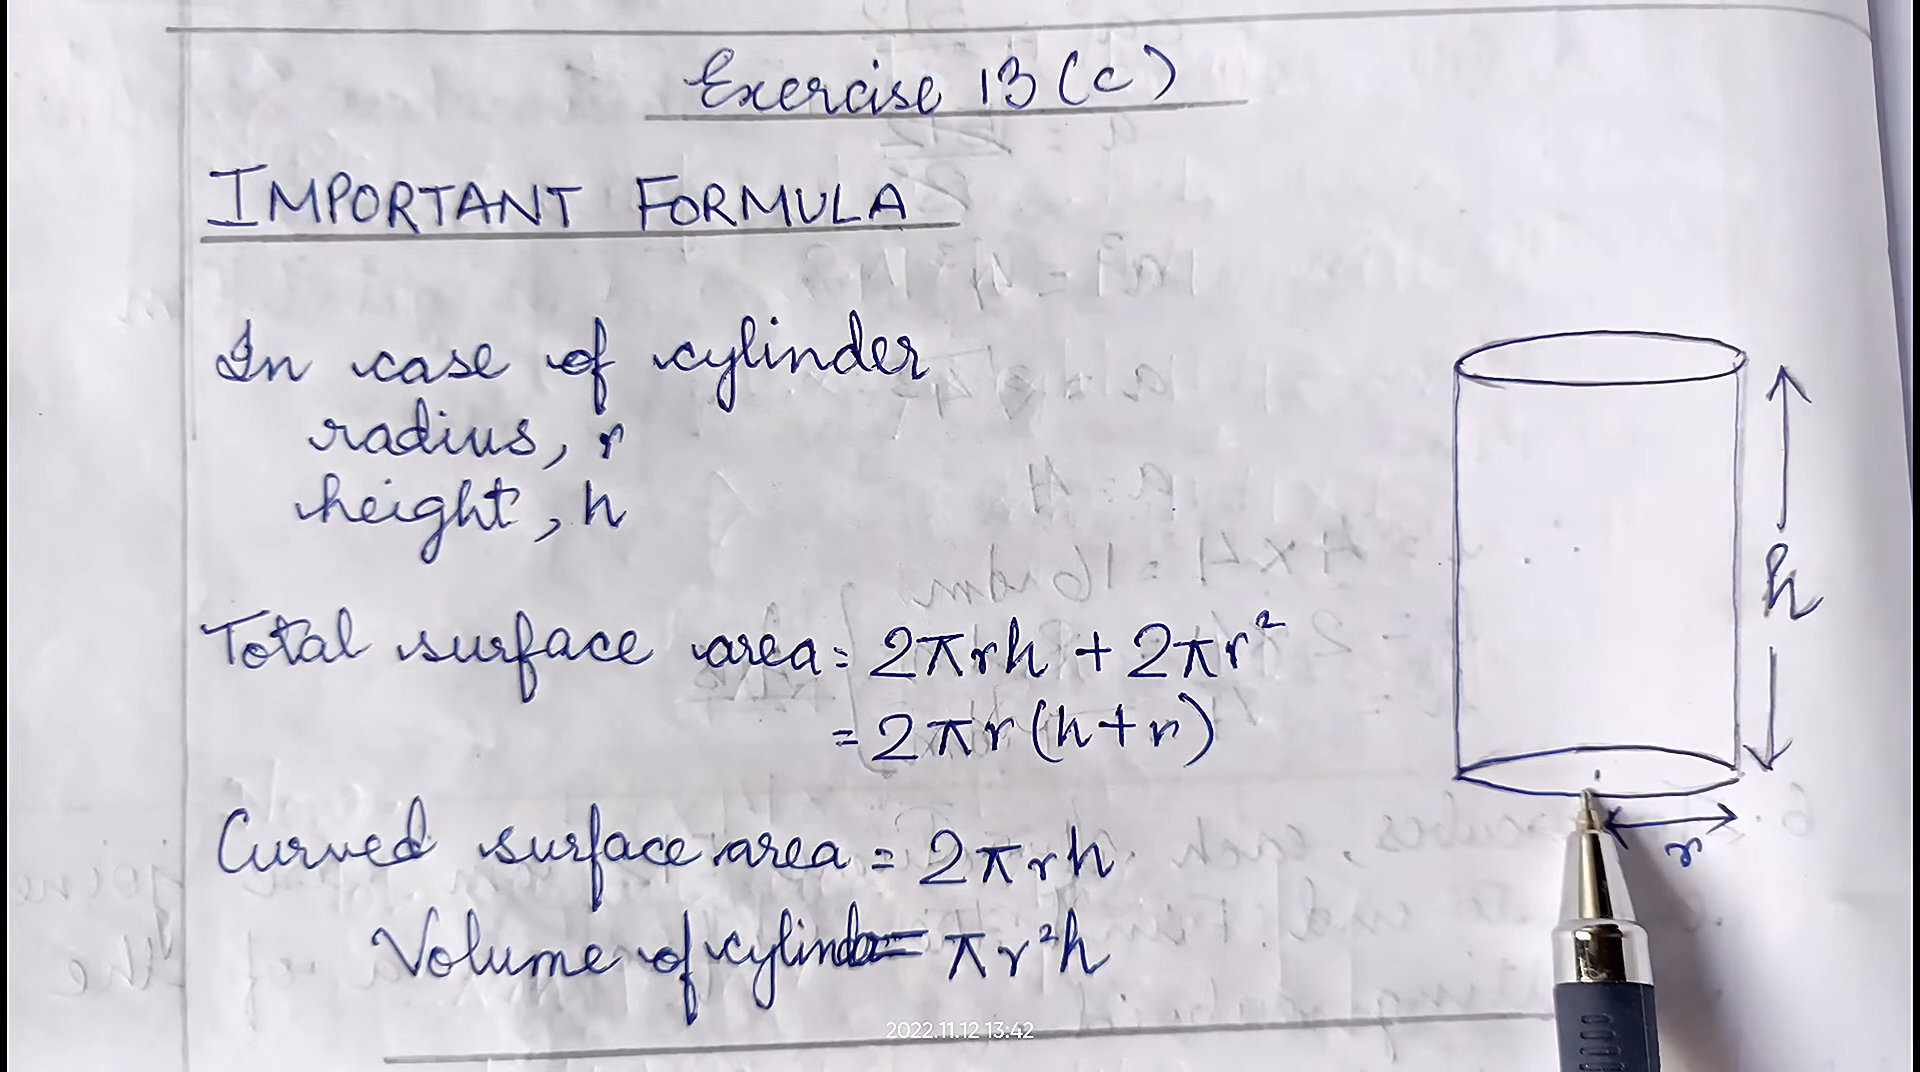 Exercise 13 (c)
IMPORTANT FORMULA
In case of cylinder
radius, r
height, h
Total surface area = 2πrh + 2πr²
= 2πr(h+r)
Curved surface area = 2πrh
Volume of cylinder = πr²h
h
r
2022.11.12 13:42